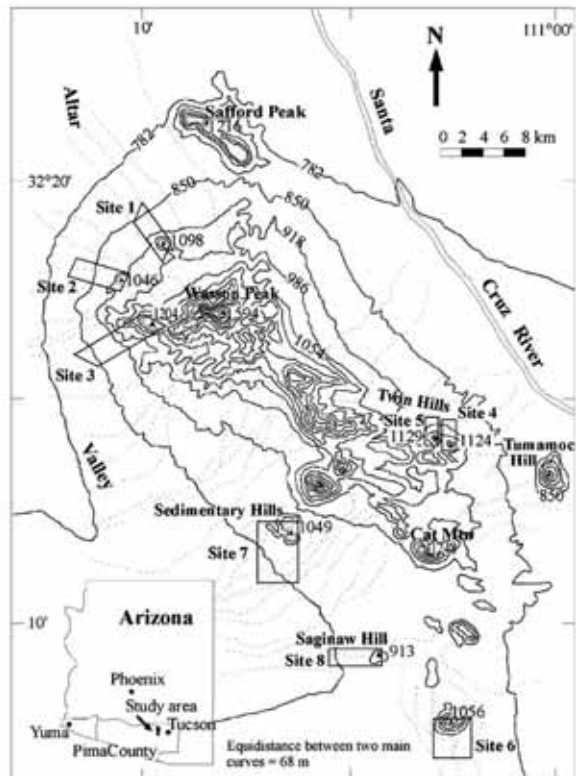 10'
111°00'
Altar
Santa
N
Safford Peak
782
0 2 4 6 8 km
782
32°20'
850
850
Site 1
918
1098
986
Site 2
1046
Wasson Peak
Cruz
1204
1054
River
Site 3
Twin Hills
Site 4
Site 5
1129
1124
Tumamoc
Hill
Valley
850
Sedimentary Hills
1049
Cat Mtn
Site 7
10'
Arizona
Saginaw Hill
Site 8
913
Phoenix
Study area
Yuma
Tucson
PimaCounty
1056
Site 6
Equidistance between two main
curves = 68 m